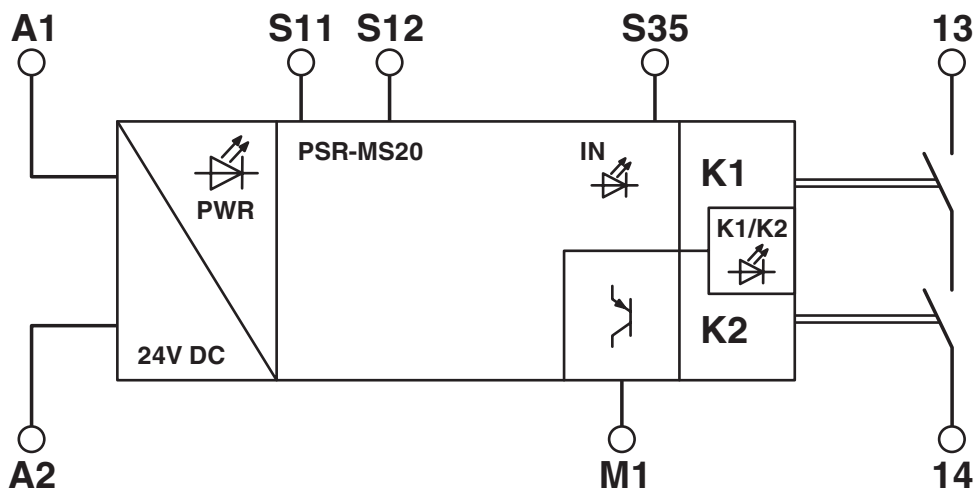 A1
S11
S12
S35
13
PSR-MS20
IN
PWR
K1
K1/K2
K2
24V DC
A2
M1
14